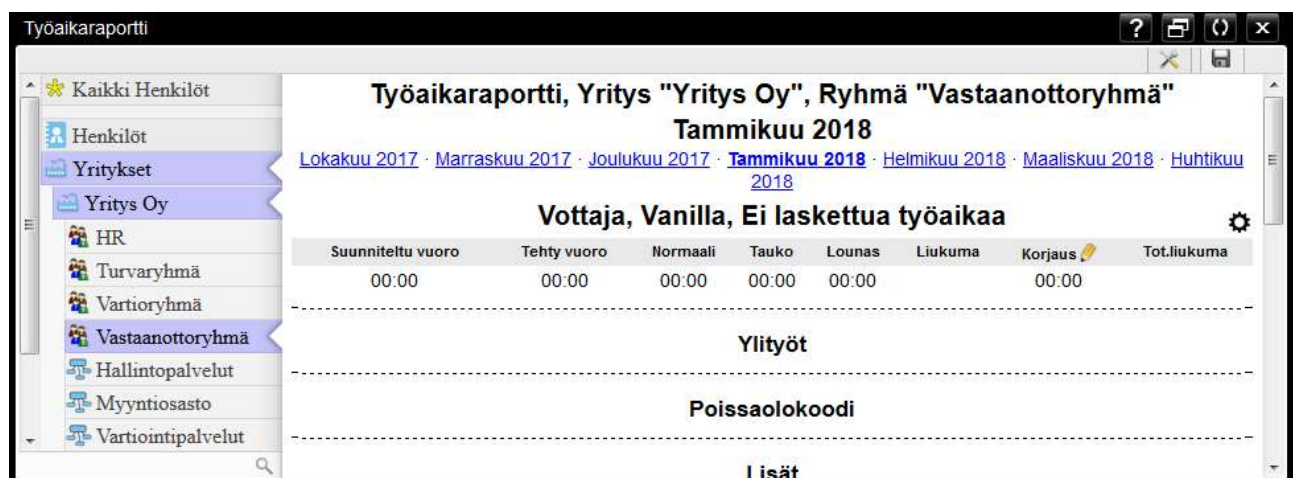 Työaikaraportti
Kaikki Henkilöt
Henkilöt
Yritykset
Yritys Oy
HR
Turvaryhmä
Vartioryhmä
Vastaanottoryhmä
Hallintopalvelut
Myyntiosasto
Vartiointipalvelut
Työaikaraportti, Yritys "Yritys Oy", Ryhmä "Vastaanottoryhmä"
Tammikuu 2018
Lokakuu 2017 · Marraskuu 2017 · Joulukuu 2017 · Tammikuu 2018 · Helmikuu 2018 · Maaliskuu 2018 · Huhtikuu
2018
Vottaja, Vanilla, Ei laskettua työaikaa
Suunniteltu vuoro Tehty vuoro Normaali Tauko Lounas Liukuma Korjaus Tot.liukuma
00:00 00:00 00:00 00:00 00:00 00:00
Ylityöt
Poissaolokoodi
Lisät